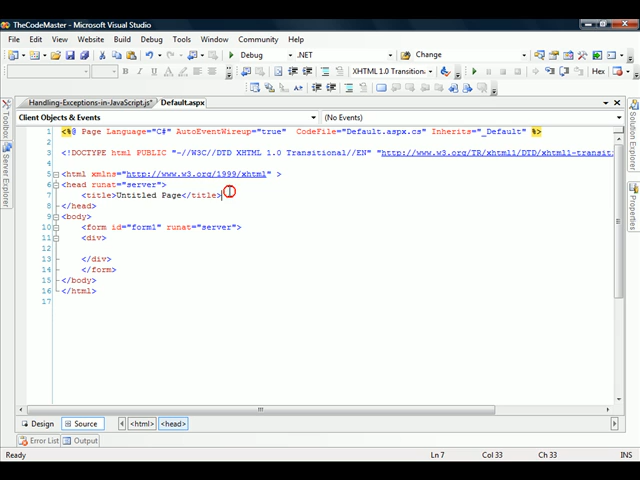 TheCodeMaster - Microsoft Visual Studio
File Edit View Website Build Debug Tools Window Community Help
Debug .NET Change
XHTML 1.0 Transition Hex
Handling-Exceptions-in-JavaScript.js* Default.aspx
Client Objects & Events (No Events)
1 <%@ Page Language="C#" AutoEventWireup="true" CodeFile="Default.aspx.cs" Inherits="_Default" %>
2
3 <!DOCTYPE html PUBLIC "-//W3C//DTD XHTML 1.0 Transitional//EN" "http://www.w3.org/TR/xhtml1/DTD/xhtml1-transit
4
5 <html xmlns="http://www.w3.org/1999/xhtml" >
6 <head runat="server">
7 <title>Untitled Page</title>
8 </head>
9 <body>
10 <form id="form1" runat="server">
11 <div>
12
13 </div>
14 </form>
15 </body>
16 </html>
17
Toolbox
Server Explorer
Solution Explorer
Properties
Design Source <html> <head>
Error List Output
Ready Ln 7 Col 33 Ch 33 INS